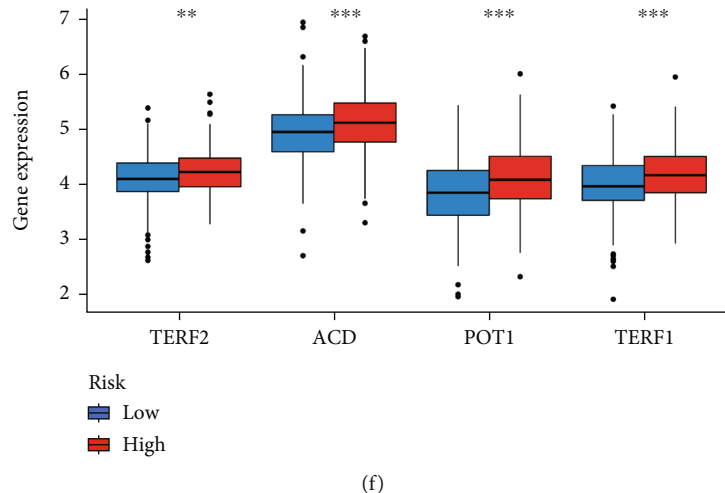 ** *** *** ***
7
6
5
4
3
2
Gene expression
TERF2 ACD POT1 TERF1
Risk
Low
High
(f)